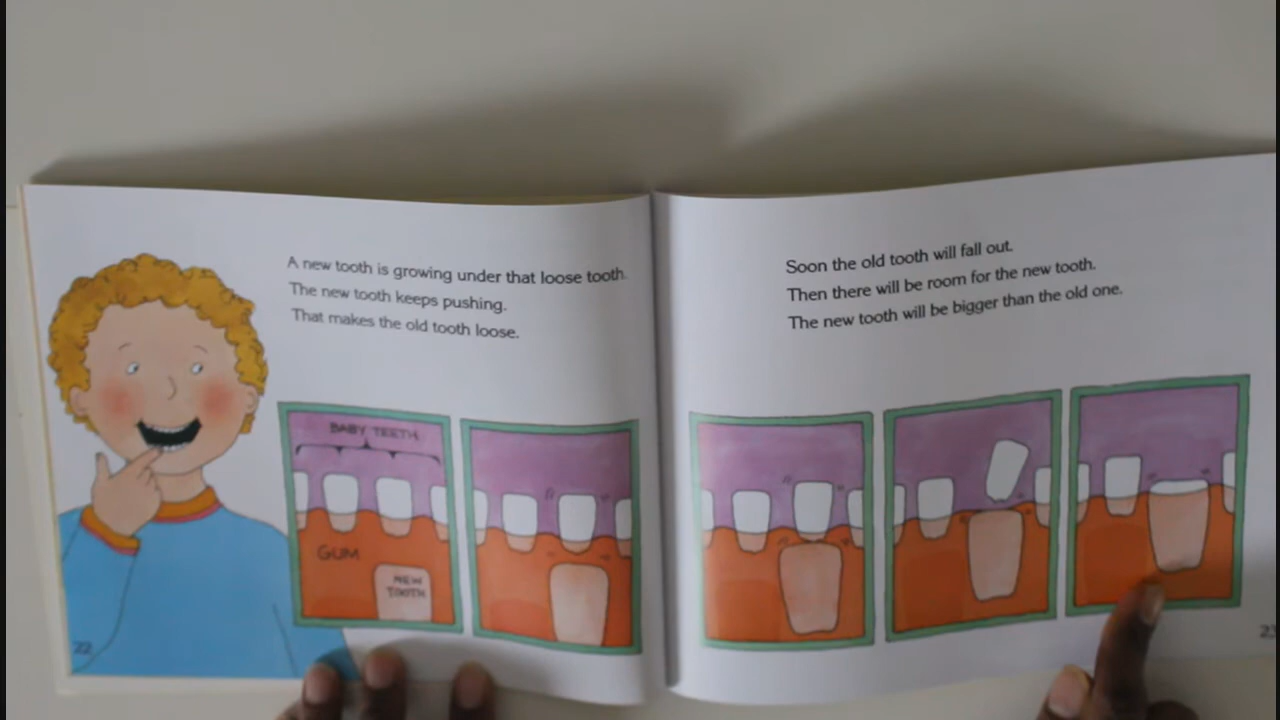 A new tooth is growing under that loose tooth.
The new tooth keeps pushing.
That makes the old tooth loose.
BABY TEETH
GUM
NEW
TOOTH
22
Soon the old tooth will fall out.
Then there will be room for the new tooth.
The new tooth will be bigger than the old one.
23